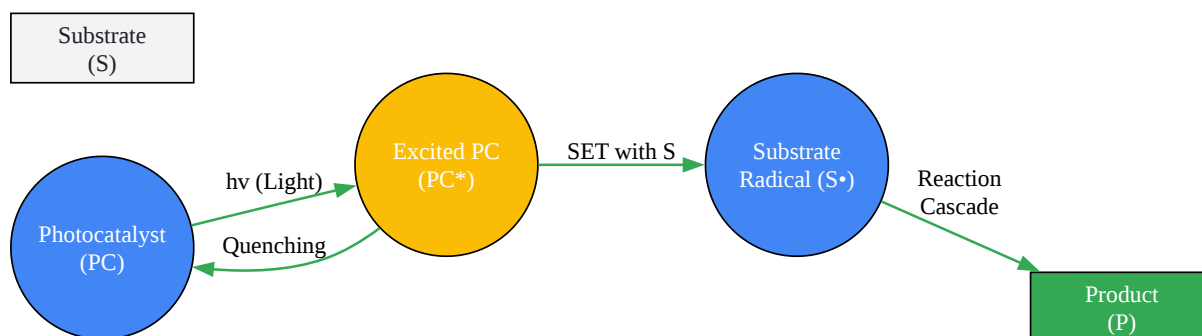 Substrate
(S)
Photocatalyst
(PC)
hv (Light)
Quenching
Excited PC
(PC*)
SET with S
Substrate
Radical (S•)
Reaction
Cascade
Product
(P)